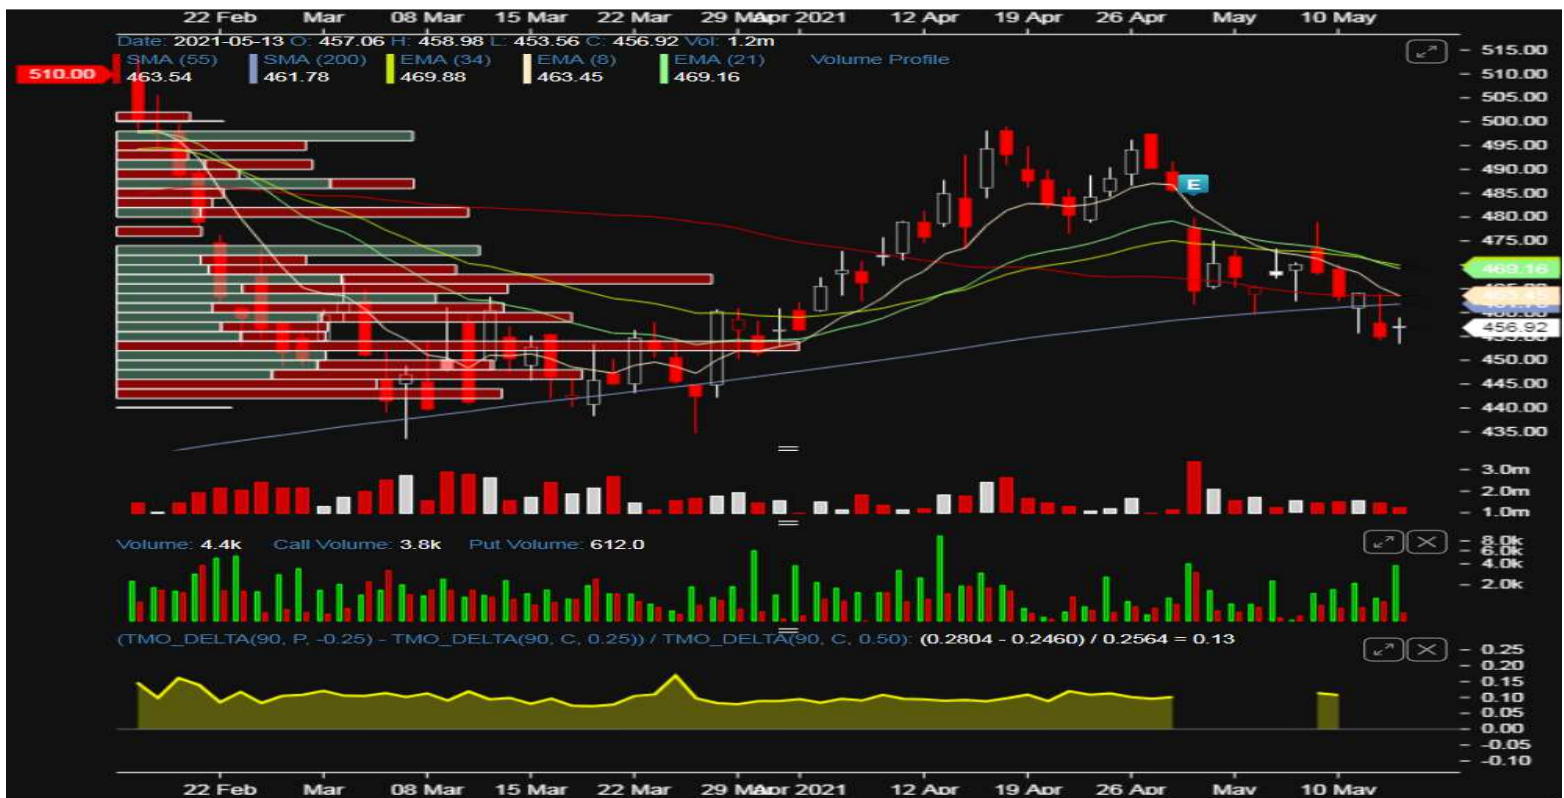 22 Feb Mar 08 Mar 15 Mar 22 Mar 29 Mar Apr 2021 12 Apr 19 Apr 26 Apr May 10 May
Date: 2021-05-13 O: 457.06 H: 458.98 L: 453.56 C: 456.92 Vol: 1.2m
SMA (55) SMA (200) EMA (34) EMA (8) EMA (21) Volume Profile
463.54 461.78 469.88 463.45 469.16
510.00
515.00
510.00
505.00
500.00
495.00
490.00
485.00
E
480.00
475.00
469.16
465.00
463.45
460.00
456.92
455.00
450.00
445.00
440.00
435.00
3.0m
2.0m
1.0m
Volume: 4.4k Call Volume: 3.8k Put Volume: 612.0
8.0k
6.0k
4.0k
2.0k
(TMO_DELTA(90, P, -0.25) - TMO_DELTA(90, C, 0.25)) / TMO_DELTA(90, C, 0.50): (0.2804 - 0.2460) / 0.2564 = 0.13
0.25
0.20
0.15
0.10
0.05
0.00
-0.05
-0.10
22 Feb Mar 08 Mar 15 Mar 22 Mar 29 Mar Apr 2021 12 Apr 19 Apr 26 Apr May 10 May